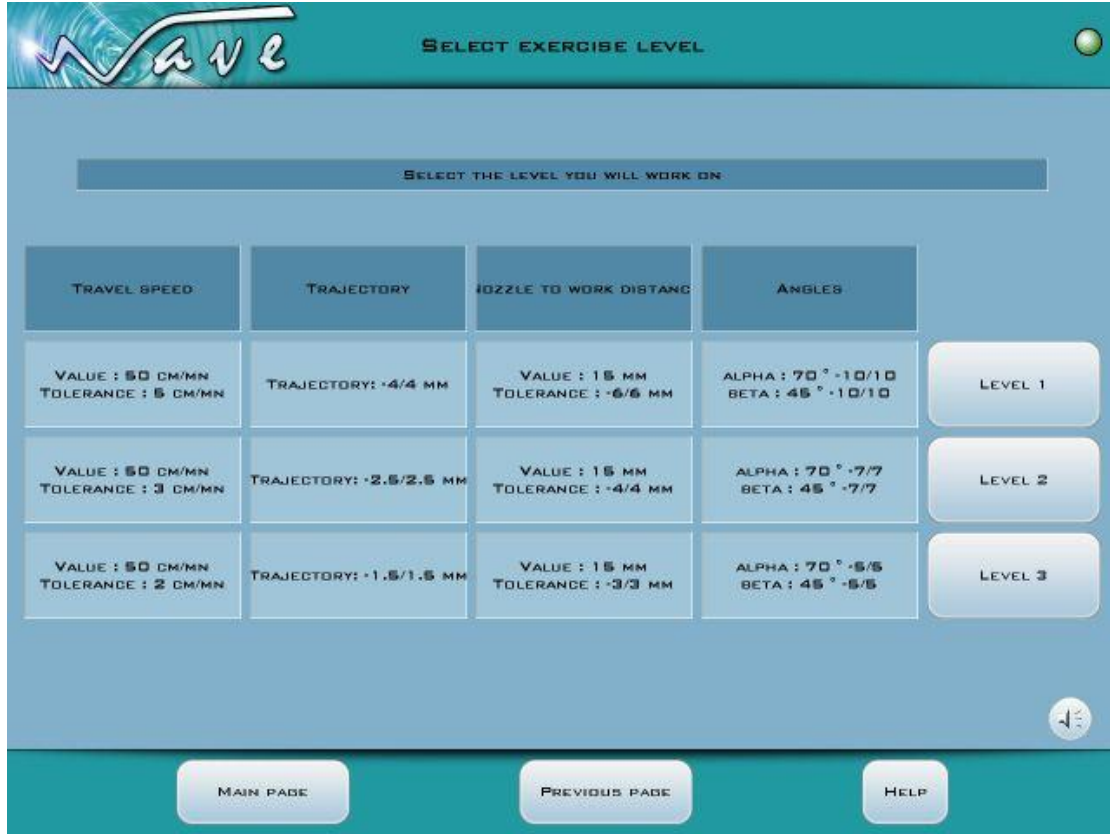 Wave
SELECT EXERCISE LEVEL
SELECT THE LEVEL YOU WILL WORK ON
TRAVEL SPEED
TRAJECTORY
NOZZLE TO WORK DISTANC
ANGLES
VALUE : 50 CM/MN
TOLERANCE : 5 CM/MN
TRAJECTORY: -4/4 MM
VALUE : 15 MM
TOLERANCE : -6/6 MM
ALPHA : 70 ° -10/10
BETA : 45 ° -10/10
LEVEL 1
VALUE : 50 CM/MN
TOLERANCE : 3 CM/MN
TRAJECTORY: -2.5/2.5 MM
VALUE : 15 MM
TOLERANCE : -4/4 MM
ALPHA : 70 ° -7/7
BETA : 45 ° -7/7
LEVEL 2
VALUE : 50 CM/MN
TOLERANCE : 2 CM/MN
TRAJECTORY: -1.5/1.5 MM
VALUE : 15 MM
TOLERANCE : -3/3 MM
ALPHA : 70 ° -5/5
BETA : 45 ° -5/5
LEVEL 3
MAIN PAGE
PREVIOUS PAGE
HELP